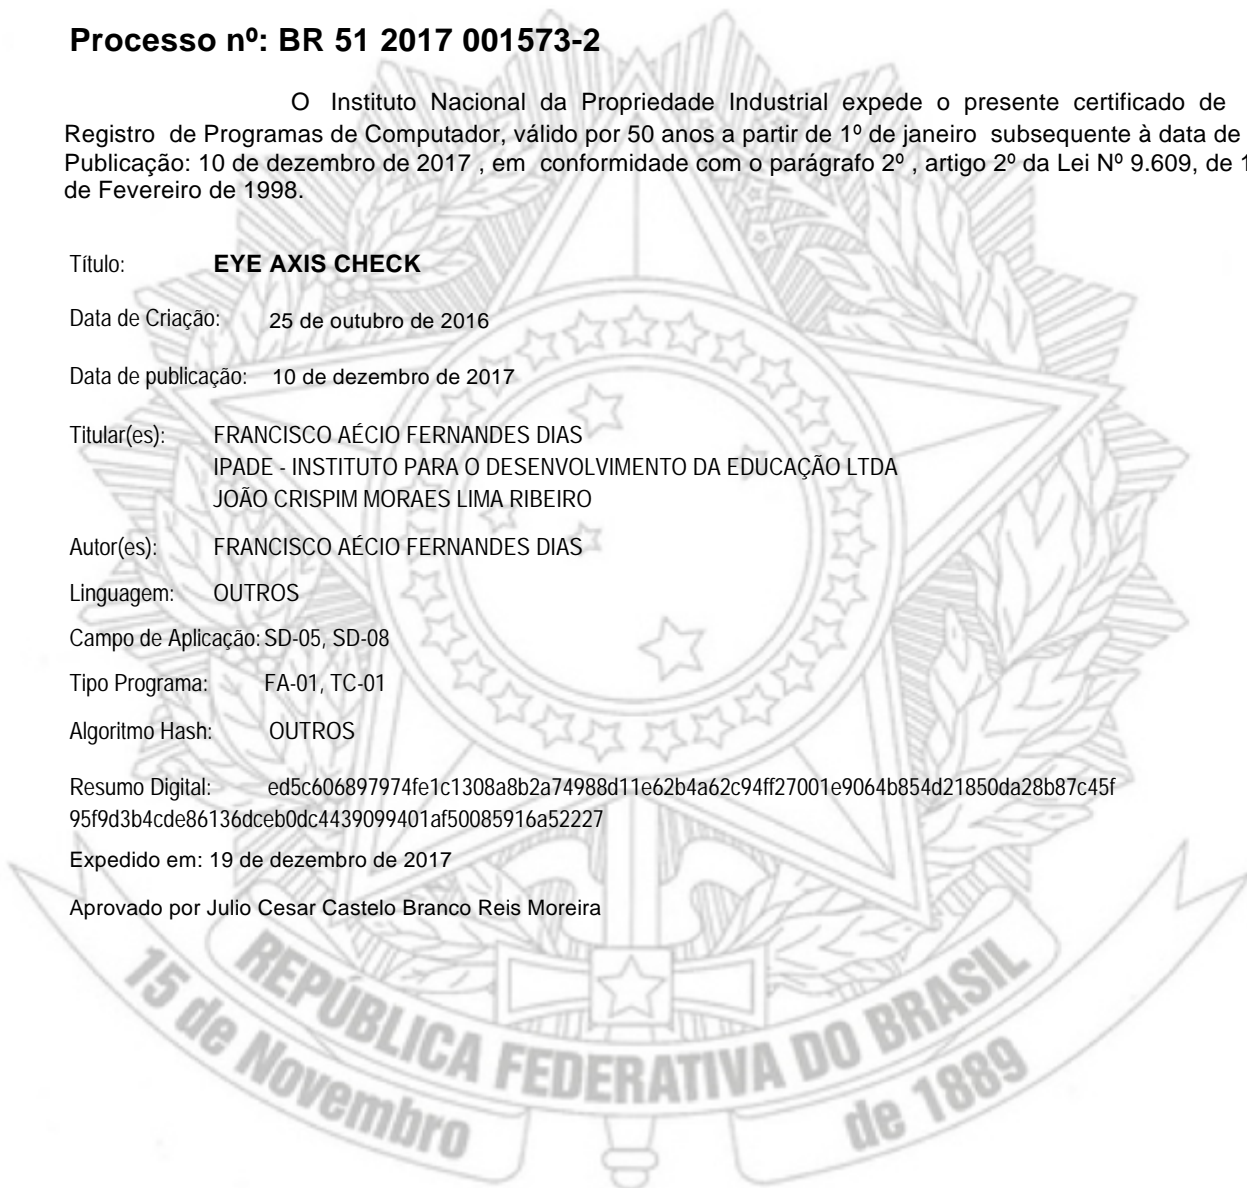 Processo nº: BR 51 2017 001573-2
O Instituto Nacional da Propriedade Industrial expede o presente certificado de
Registro de Programas de Computador, válido por 50 anos a partir de 1º de janeiro subsequente à data de
Publicação: 10 de dezembro de 2017 , em conformidade com o parágrafo 2º , artigo 2º da Lei Nº 9.609, de 1
de Fevereiro de 1998.
Título: EYE AXIS CHECK
Data de Criação: 25 de outubro de 2016
Data de publicação: 10 de dezembro de 2017
Titular(es): FRANCISCO AÉCIO FERNANDES DIAS
IPADE - INSTITUTO PARA O DESENVOLVIMENTO DA EDUCAÇÃO LTDA
JOÃO CRISPIM MORAES LIMA RIBEIRO
Autor(es): FRANCISCO AÉCIO FERNANDES DIAS
Linguagem: OUTROS
Campo de Aplicação: SD-05, SD-08
Tipo Programa: FA-01, TC-01
Algoritmo Hash: OUTROS
Resumo Digital: ed5c606897974fe1c1308a8b2a74988d11e62b4a62c94ff27001e9064b854d21850da28b87c45f
95f9d3b4cde86136dceb0dc4439099401af50085916a52227
Expedido em: 19 de dezembro de 2017
Aprovado por Julio Cesar Castelo Branco Reis Moreira
REPÚBLICA FEDERATIVA DO BRASIL
15 de Novembro de 1889